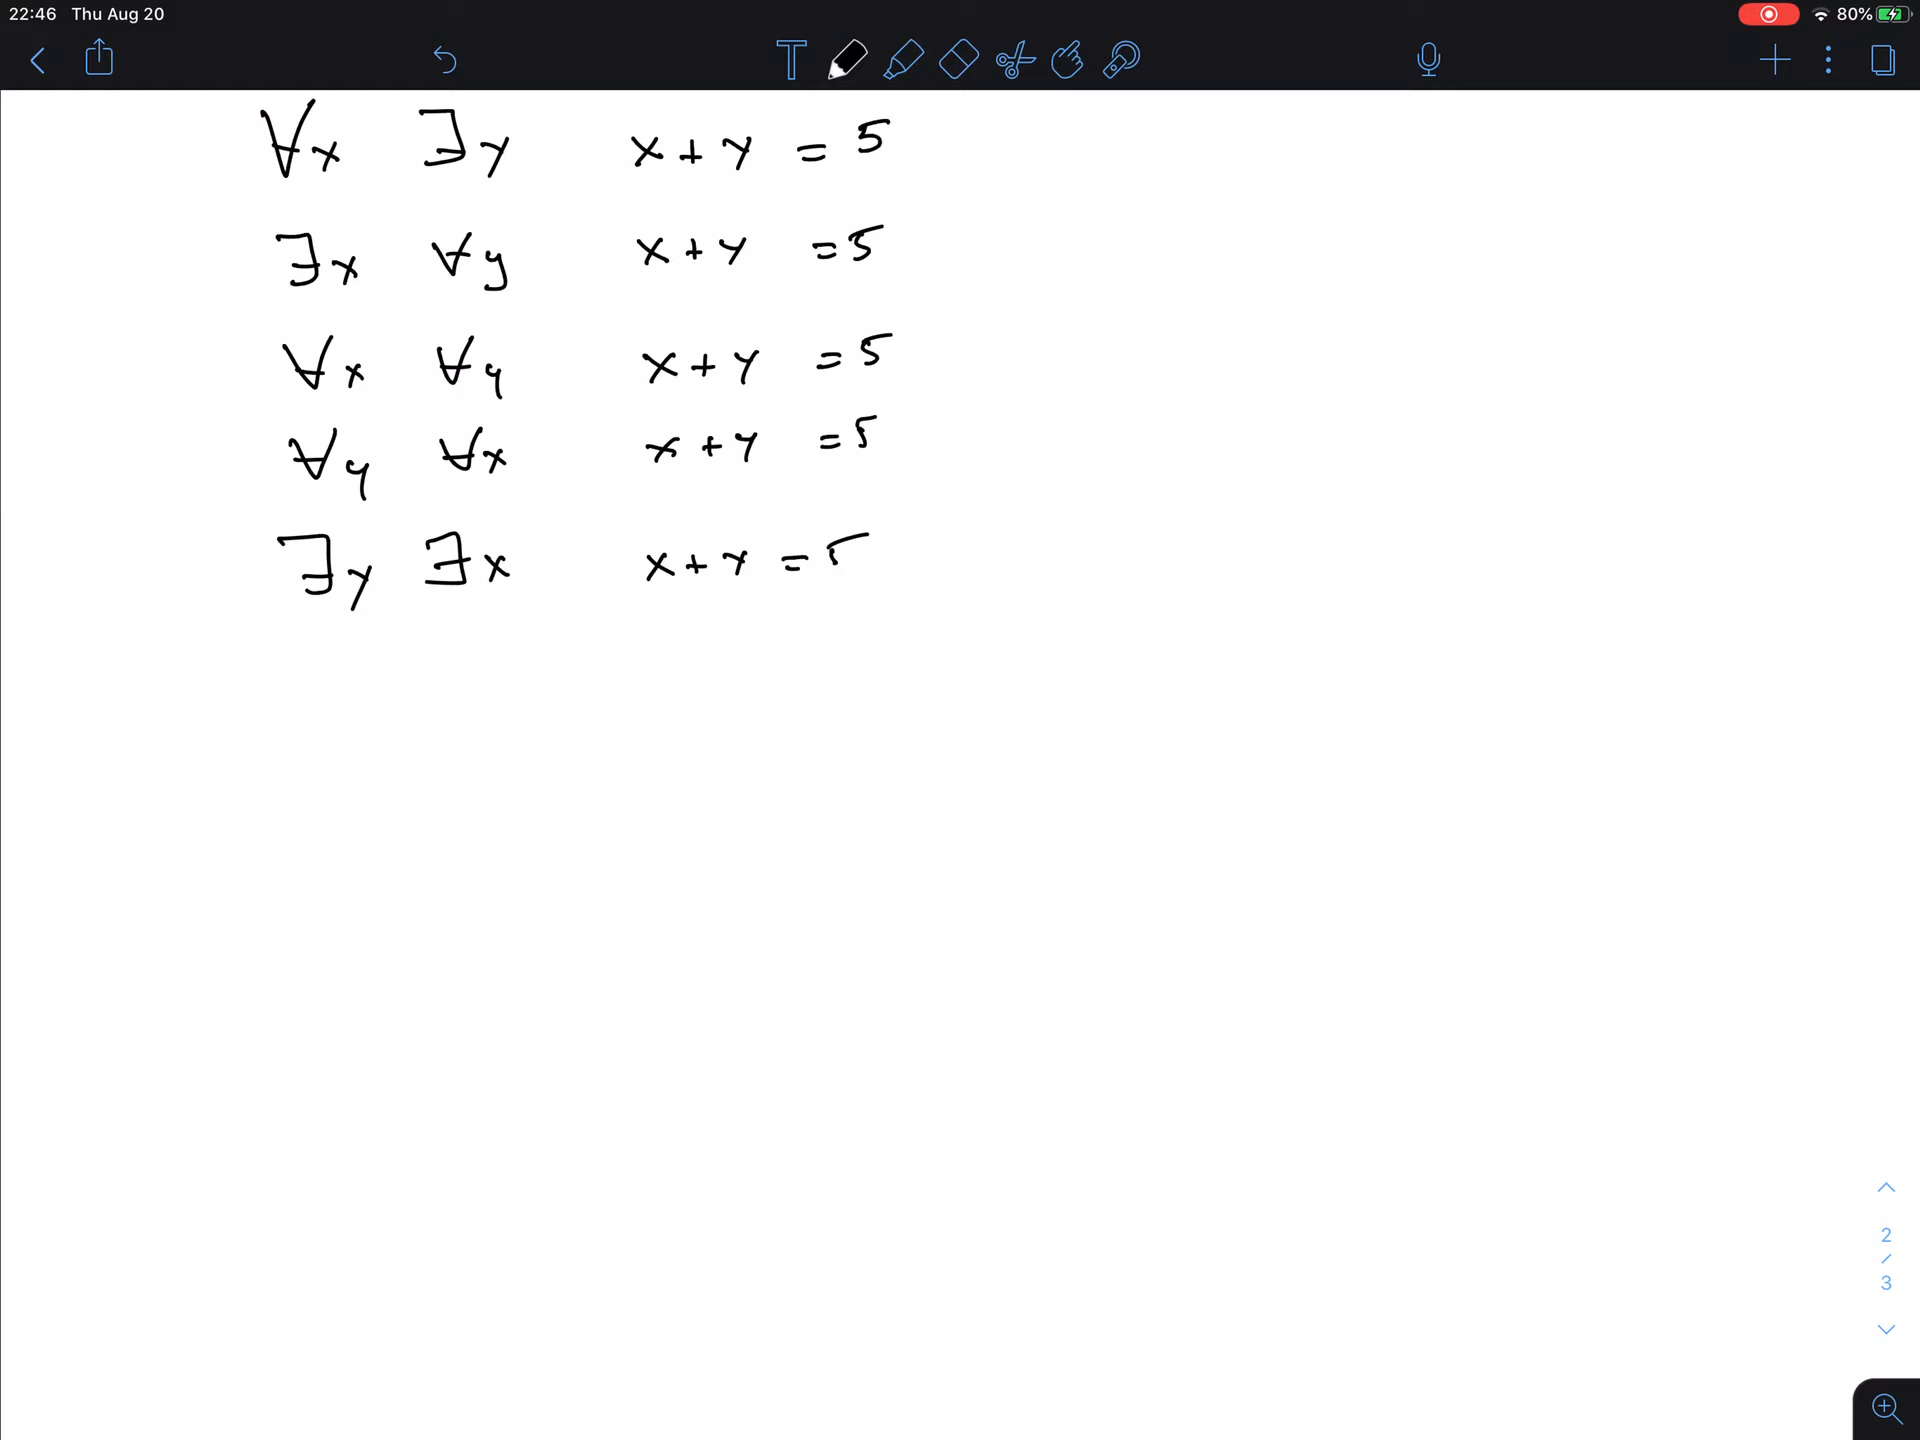 22:46 Thu Aug 20 80%
T
∀x ∃y x + y = 5
∃x ∀y x + y = 5
∀x ∀y x + y = 5
∀y ∀x x + y = 5
∃y ∃x x + y = 5
2
/
3